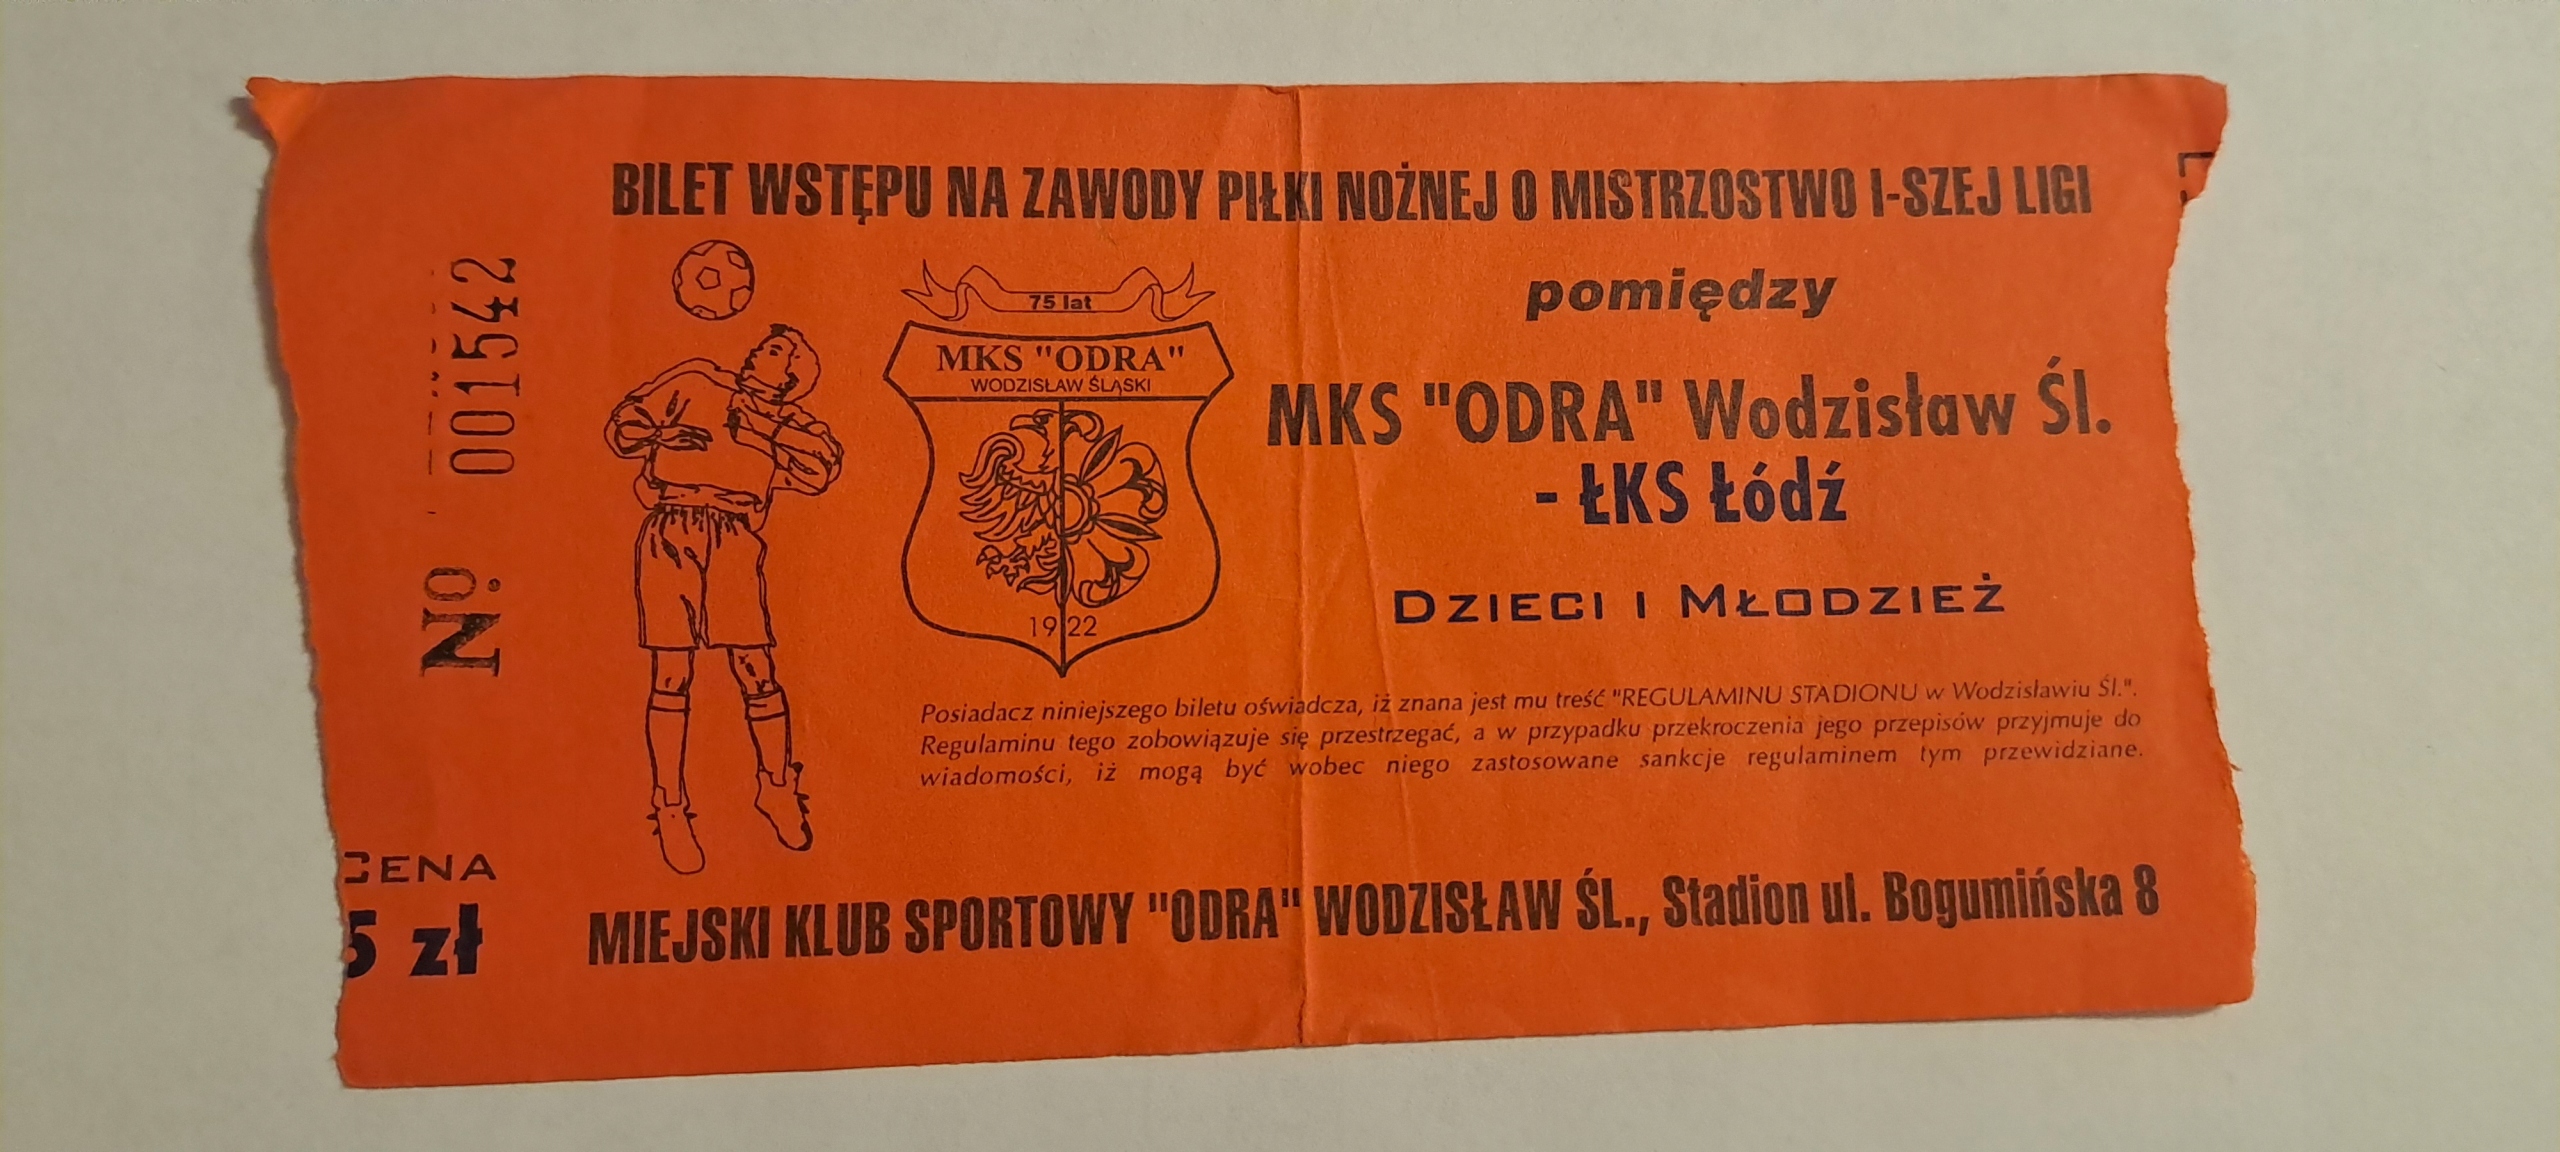 BILET WSTĘPU NA ZAWODY PIŁKI NOŻNEJ O MISTRZOSTWO I-SZEJ LIGI
pomiędzy
MKS "ODRA" Wodzisław Śl.
- ŁKS Łódź
DZIECI I MŁODZIEŻ
75 lat
MKS "ODRA"
WODZISŁAW ŚLĄSKI
1922
Nº. 001542
Posiadacz niniejszego biletu oświadcza, iż znana jest mu treść "REGULAMINU STADIONU w Wodzisławiu Śl.".
Regulaminu tego zobowiązuje się przestrzegać, a w przypadku przekroczenia jego przepisów przyjmuje do
wiadomości, iż mogą być wobec niego zastosowane sankcje regulaminem tym przewidziane.
CENA
5 zł
MIEJSKI KLUB SPORTOWY "ODRA" WODZISŁAW ŚL., Stadion ul. Bogumińska 8